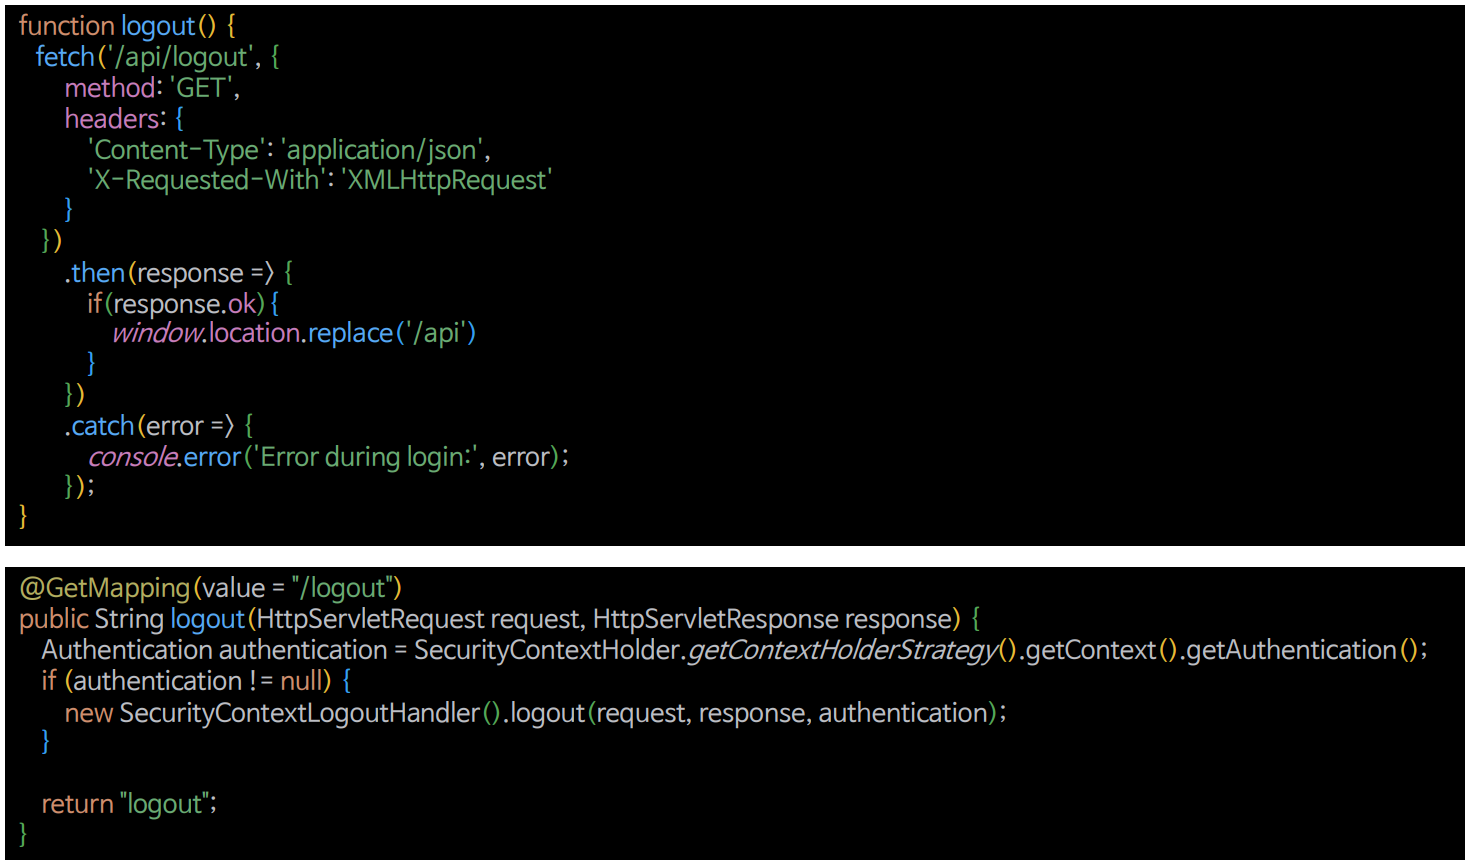 function logout() {
fetch('/api/logout', {
method: 'GET',
headers: {
'Content-Type': 'application/json',
'X-Requested-With': 'XMLHttpRequest'
}
})
.then(response => {
if(response.ok){
window.location.replace('/api')
}
})
.catch(error => {
console.error('Error during login:', error);
});
}
@GetMapping(value = "/logout")
public String logout(HttpServletRequest request, HttpServletResponse response) {
Authentication authentication = SecurityContextHolder.getContextHolderStrategy().getContext().getAuthentication();
if (authentication != null) {
new SecurityContextLogoutHandler().logout(request, response, authentication);
}
return "logout";
}